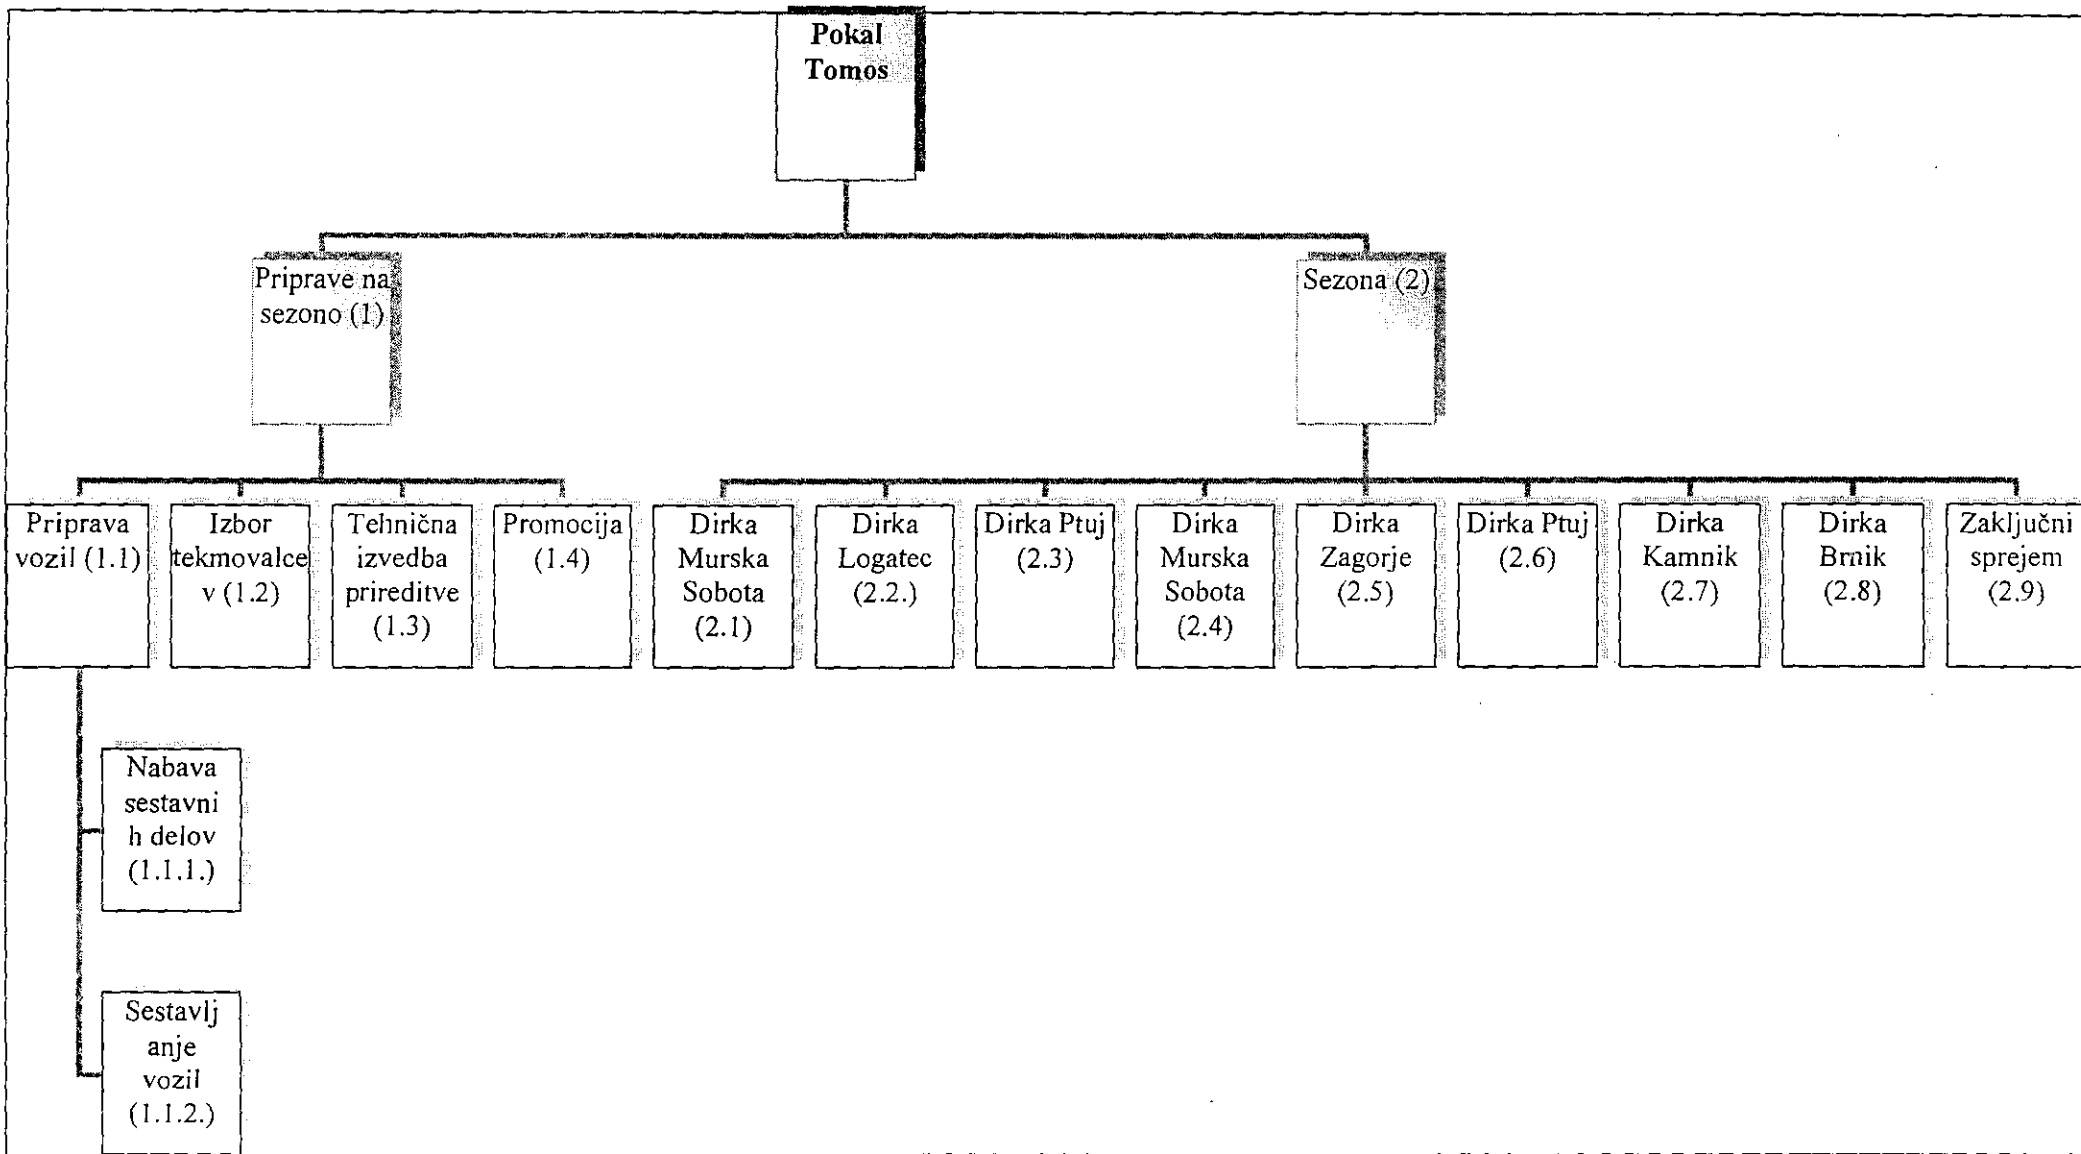 Pokal
Tomos
Priprave na
sezono (1)
Sezona (2)
Priprava
vozil (1.1)
Izbor
tekmovalce
v (1.2)
Tehnična
izvedba
prireditve
(1.3)
Promocija
(1.4)
Dirka
Murska
Sobota
(2.1)
Dirka
Logatec
(2.2.)
Dirka Ptuj
(2.3)
Dirka
Murska
Sobota
(2.4)
Dirka
Zagorje
(2.5)
Dirka Ptuj
(2.6)
Dirka
Kamnik
(2.7)
Dirka
Brnik
(2.8)
Zaključni
sprejem
(2.9)
Nabava
sestavni
h delov
(1.1.1.)
Sestavlj
anje
vozil
(1.1.2.)